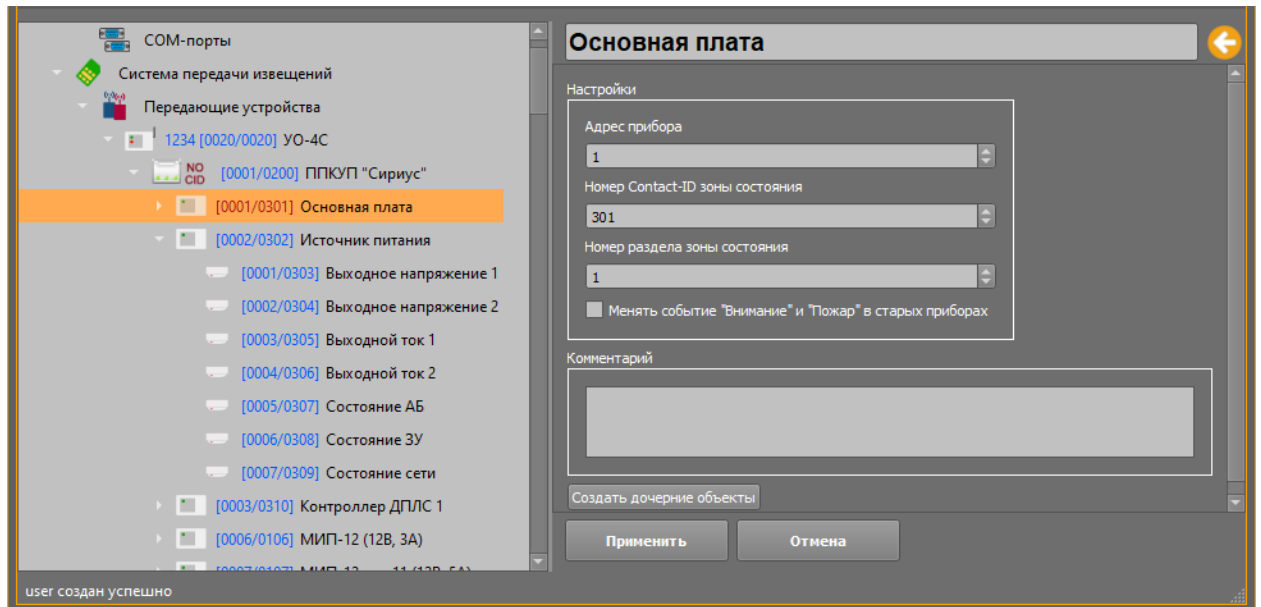 COM-порты
Система передачи извещений
Передающие устройства
1234 [0020/0020] УО-4С
NO CID [0001/0200] ППКУП "Сириус"
[0001/0301] Основная плата
[0002/0302] Источник питания
[0001/0303] Выходное напряжение 1
[0002/0304] Выходное напряжение 2
[0003/0305] Выходной ток 1
[0004/0306] Выходной ток 2
[0005/0307] Состояние АБ
[0006/0308] Состояние ЗУ
[0007/0309] Состояние сети
[0003/0310] Контроллер ДПЛС 1
[0006/0106] МИП-12 (12В, 3А)
[0007/0107] МИП-12
user создан успешно
Основная плата
Настройки
Адрес прибора
1
Номер Contact-ID зоны состояния
301
Номер раздела зоны состояния
1
Менять событие "Внимание" и "Пожар" в старых приборах
Комментарий
Создать дочерние объекты
Применить
Отмена